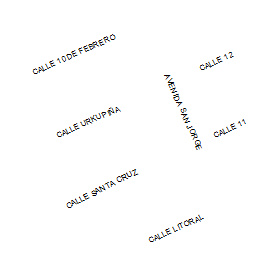 CALLE 10 DE FEBRERO
CALLE 12
AVENIDA SAN JORGE
CALLE URKUPIÑA
CALLE 11
CALLE SANTA CRUZ
CALLE LITORAL